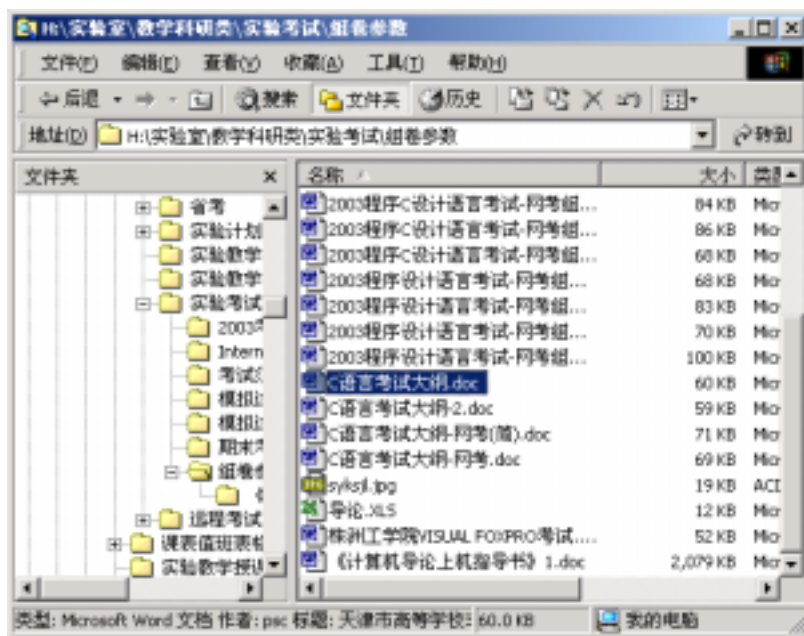 H:\实验室\教学科研类\实验考试\组卷参数
文件(F) 编辑(E) 查看(V) 收藏(A) 工具(T) 帮助(H)
后退 搜索 文件夹 历史
地址(D) H:\实验室\教学科研类\实验考试\组卷参数 转到
文件夹
省考
实验计划
实验教学
实验教学
实验考试
2003
Intern
考试
模拟
模拟
期末
组卷
远程考试
课表值班表
实验教学授
名称 大小 类
2003程序C设计语言考试-网考组... 84 KB Mic
2003程序C设计语言考试-网考组... 86 KB Mic
2003程序C设计语言考试-网考组... 68 KB Mic
2003程序设计语言考试-网考组... 68 KB Mic
2003程序设计语言考试-网考组... 83 KB Mic
2003程序设计语言考试-网考组... 70 KB Mic
2003程序设计语言考试-网考组... 100 KB Mic
C语言考试大纲.doc 60 KB Mic
C语言考试大纲-2.doc 59 KB Mic
C语言考试大纲-网考(简).doc 71 KB Mic
C语言考试大纲-网考.doc 69 KB Mic
syksjl.jpg 19 KB ACD
导论.XLS 12 KB Mic
株洲工学院VISUAL FOXPRO考试.... 52 KB Mic
《计算机导论上机指导书》1.doc 2,079 KB Mic
类型: Microsoft Word 文档 作者: psc 标题: 天津市高等学校 60.0 KB 我的电脑